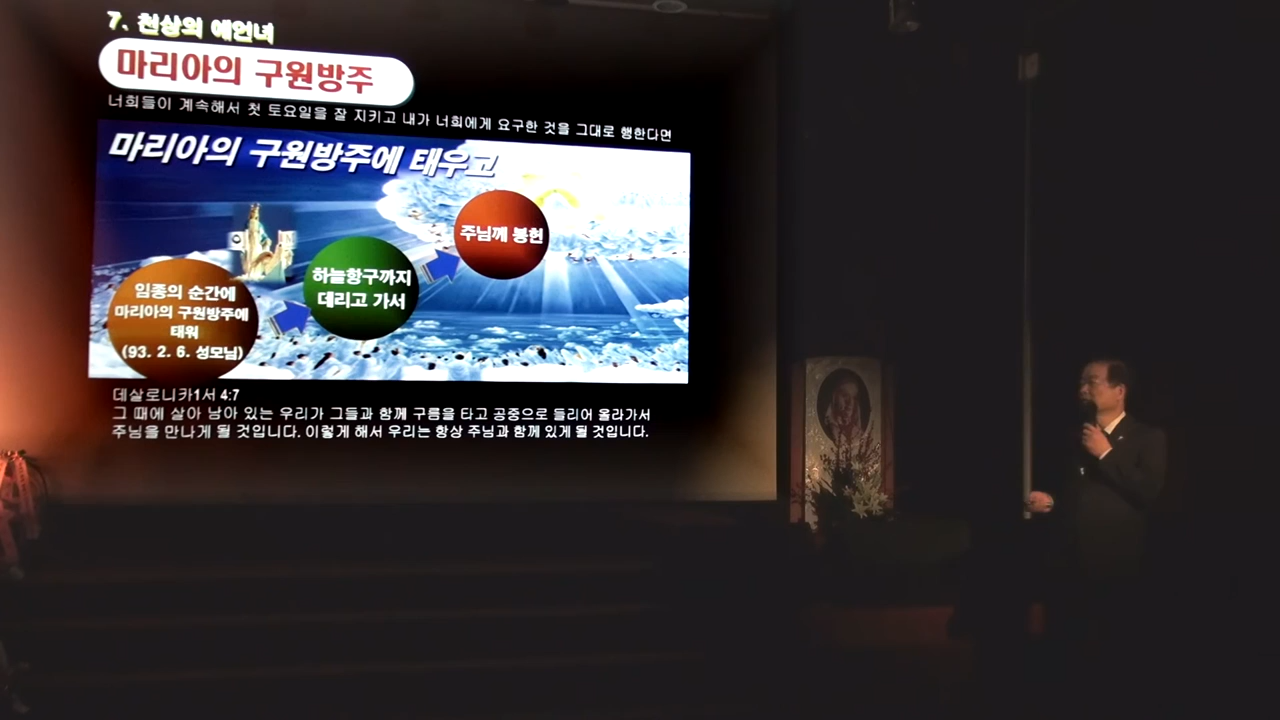 7. 천상의 예언녀
마리아의 구원방주
너희들이 계속해서 첫 토요일을 잘 지키고 내가 너희에게 요구한 것을 그대로 행한다면
마리아의 구원방주에 태우고
임종의 순간에
마리아의 구원방주에
태워
(93. 2. 6. 성모님)
하늘항구까지
데리고 가서
주님께 봉헌
데살로니카1서 4:7
그 때에 살아 남아 있는 우리가 그들과 함께 구름을 타고 공중으로 들리어 올라가서
주님을 만나게 될 것입니다. 이렇게 해서 우리는 항상 주님과 함께 있게 될 것입니다.